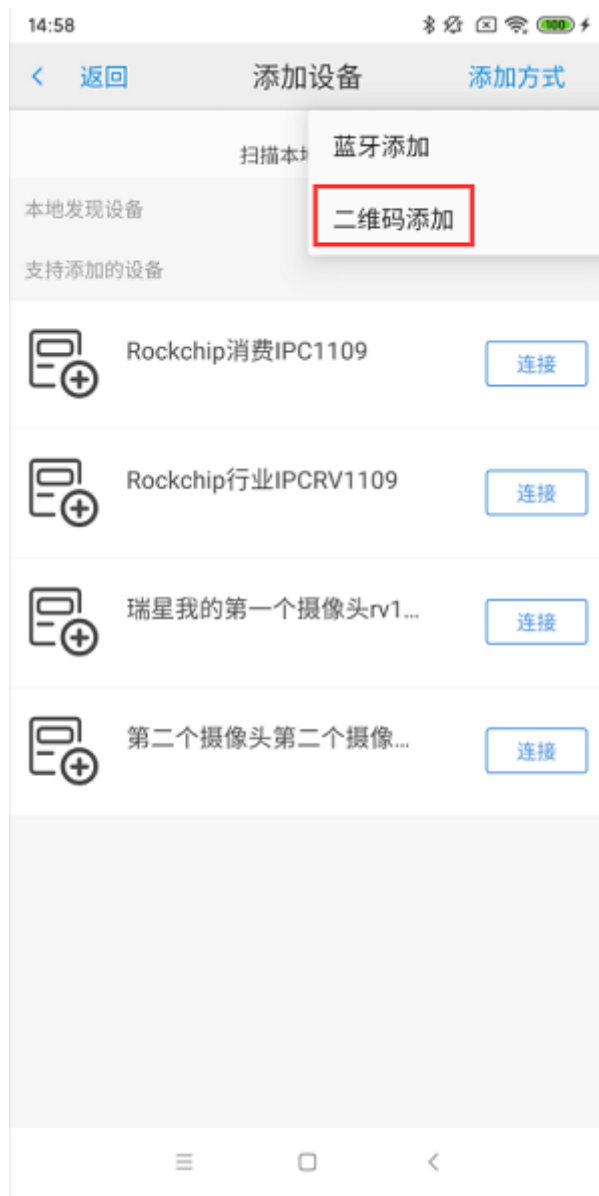 14:58
100
返回
添加设备
添加方式
扫描本
蓝牙添加
二维码添加
本地发现设备
支持添加的设备
Rockchip消费IPC1109
连接
Rockchip行业IPCRV1109
连接
瑞星我的第一个摄像头rv1...
连接
第二个摄像头第二个摄像...
连接